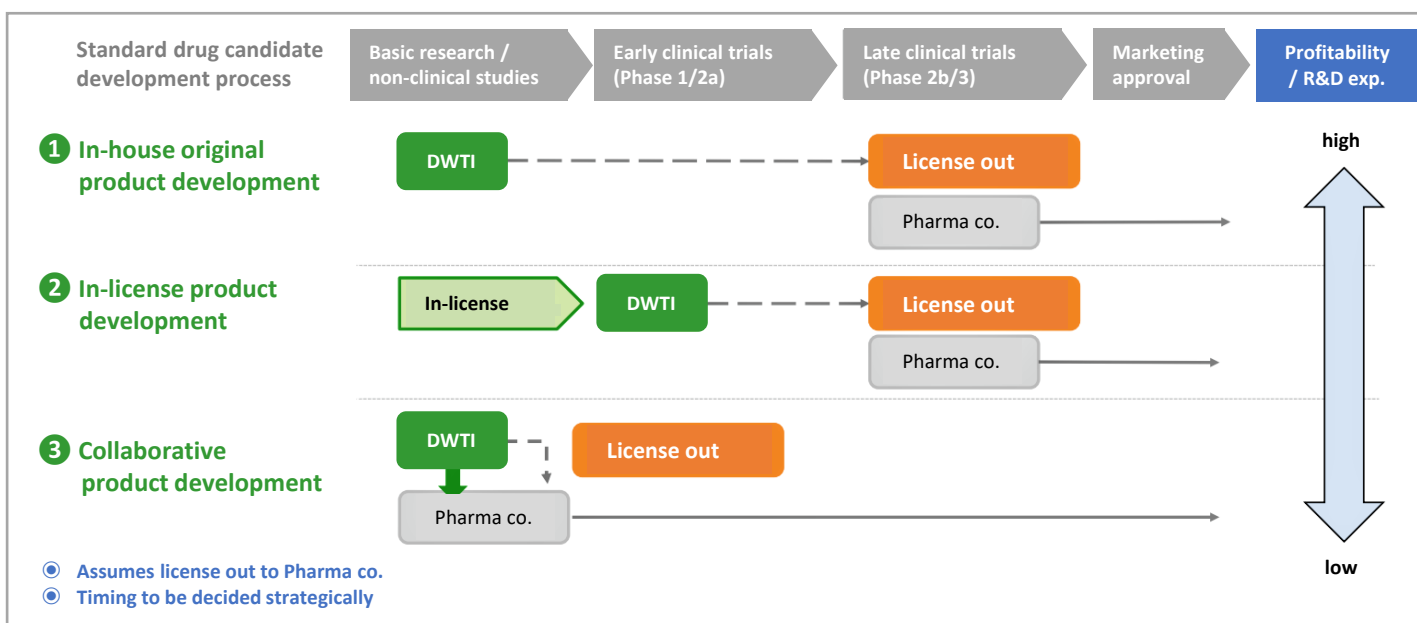 Standard drug candidate
development process
Basic research /
non-clinical studies
Early clinical trials
(Phase 1/2a)
Late clinical trials
(Phase 2b/3)
Marketing
approval
Profitability
/ R&D exp.
❶ In-house original
product development
DWTI
License out
Pharma co.
high
❷ In-license product
development
In-license
DWTI
License out
Pharma co.
❸ Collaborative
product development
DWTI
License out
Pharma co.
low
◉ Assumes license out to Pharma co.
◉ Timing to be decided strategically